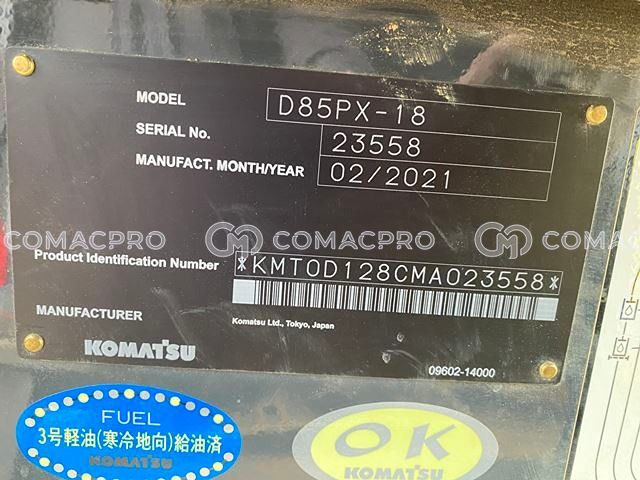 MODEL D85PX-18
SERIAL No. 23558
MANUFACT. MONTH/YEAR 02/2021
COMACPRO COMACPRO COMACPRO
Product Identification Number *KMT0D128CMA023558*
MANUFACTURER Komatsu Ltd., Tokyo, Japan
KOMATSU
09602-14000
FUEL
3号軽油(寒冷地向)給油済
KOMATSU
OK
KOMATSU